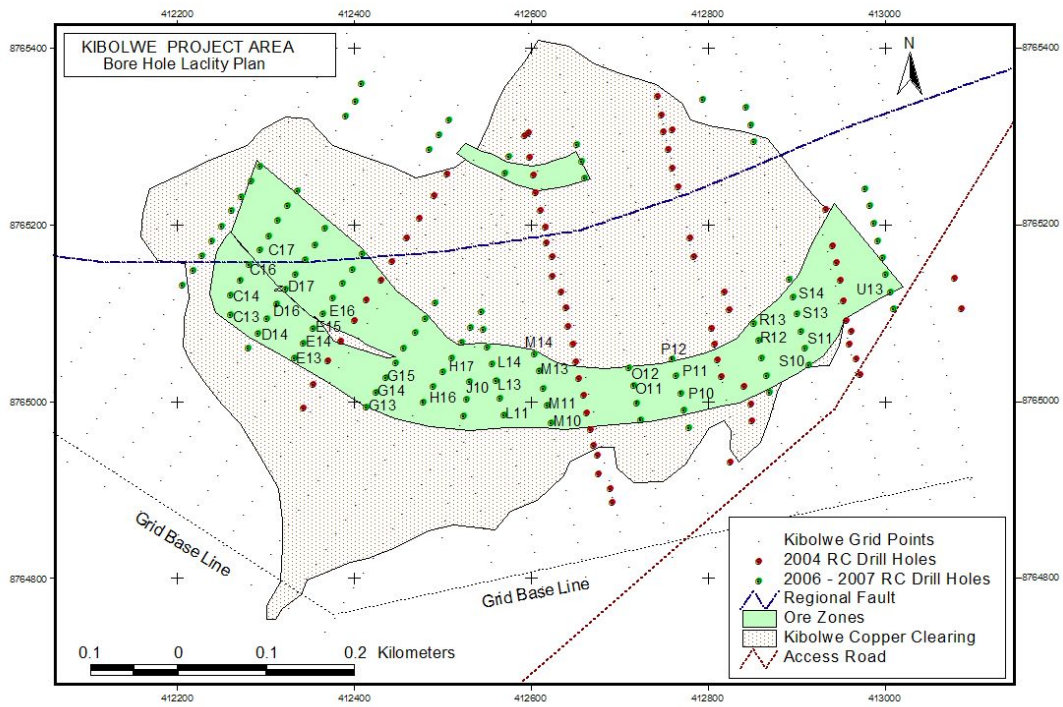 412200 412400 412600 412800 413000
KIBOLWE PROJECT AREA
Bore Hole Laclity Plan
N
8765400 8765400
8765200 8765200
8765000 8765000
8764800 8764800
C17
C16
D17
C14
D16
C13
E15
D14
E14
E13
G15
G14
G13
H17
H16
J10
L14
L13
L11
M14
M13
M11
M10
O12
O11
P12
P11
P10
R13
R12
S14
S13
S11
S10
U13
Grid Base Line
Grid Base Line
Kibolwe Grid Points
2004 RC Drill Holes
2006 - 2007 RC Drill Holes
Regional Fault
Ore Zones
Kibolwe Copper Clearing
Access Road
0.1 0 0.1 0.2 Kilometers
412200 412400 412600 412800 413000